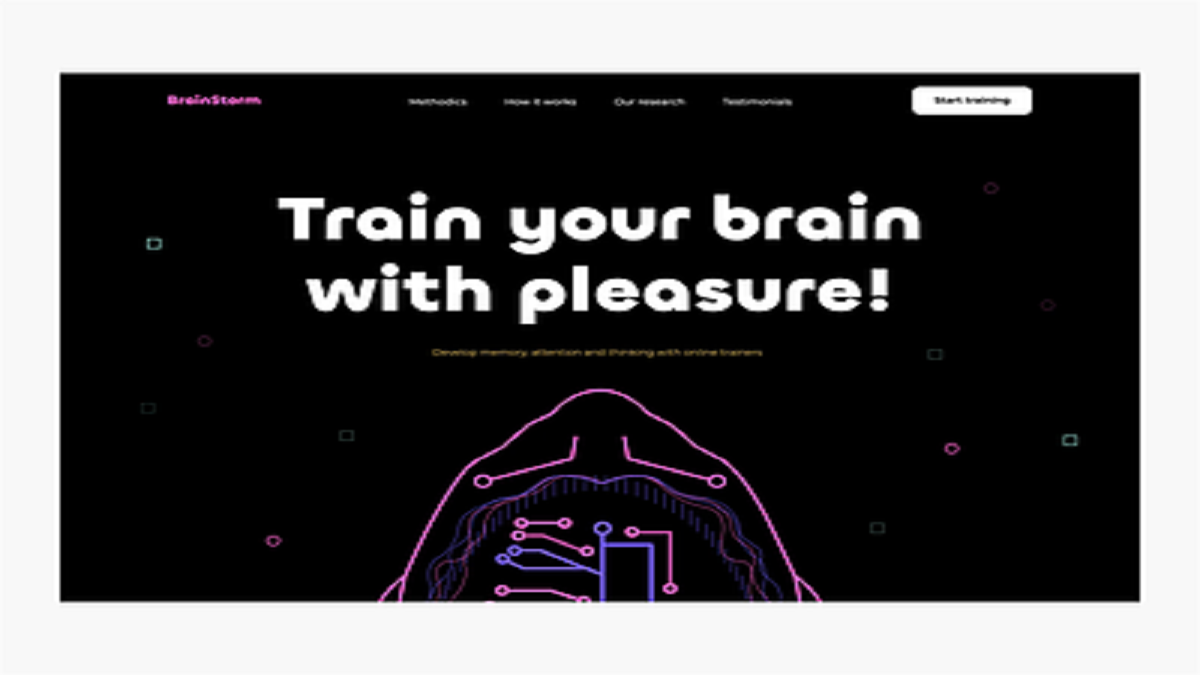 BrainStorm
Methodics
How it works
Our research
Testimonials
Start training
Train your brain
with pleasure!
Develop memory, attention and thinking with online trainers